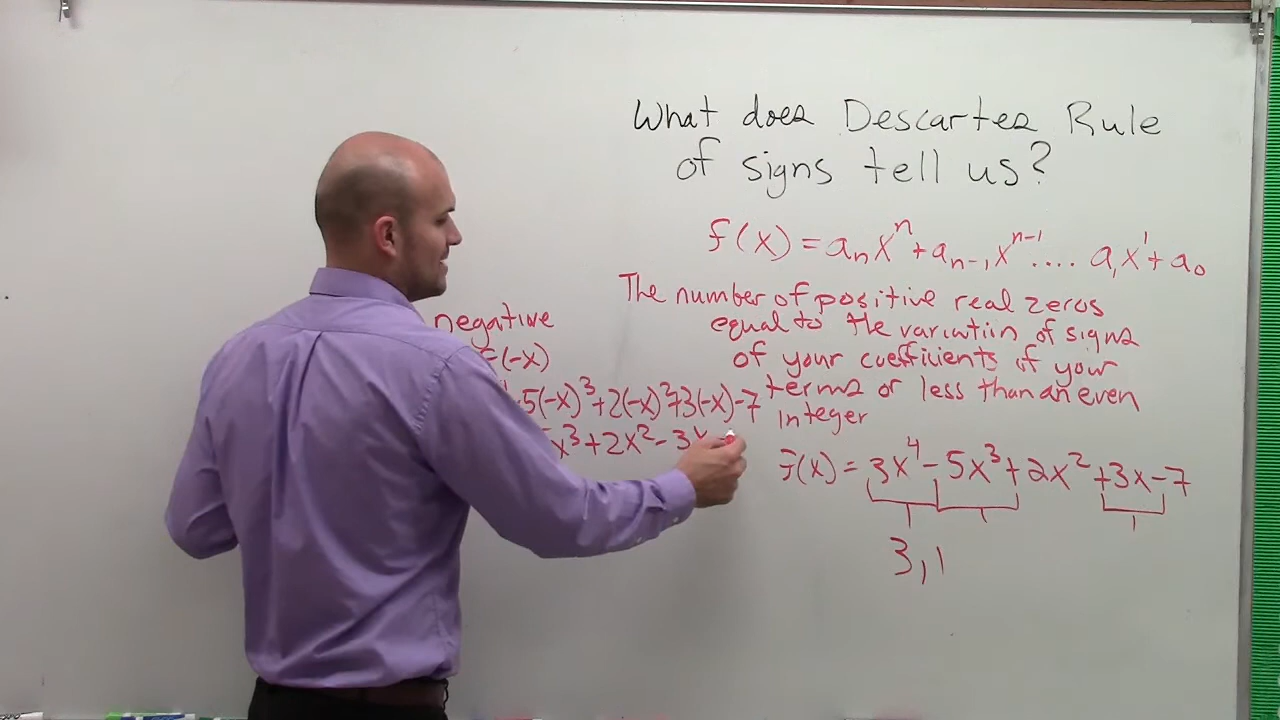 What does Descartes Rule
of signs tell us?
f(x) = aₙxⁿ + aₙ₋₁xⁿ⁻¹ .... a₁x¹ + a₀
The number of positive real zeros
equal to the variation of signs
of your coefficients of your
terms or less than an even
integer
f(x) = 3x⁴ - 5x³ + 2x² + 3x - 7
3, 1
negative
f(-x)
5(-x)³ + 2(-x)² + 3(-x) - 7
x³ + 2x² - 3x